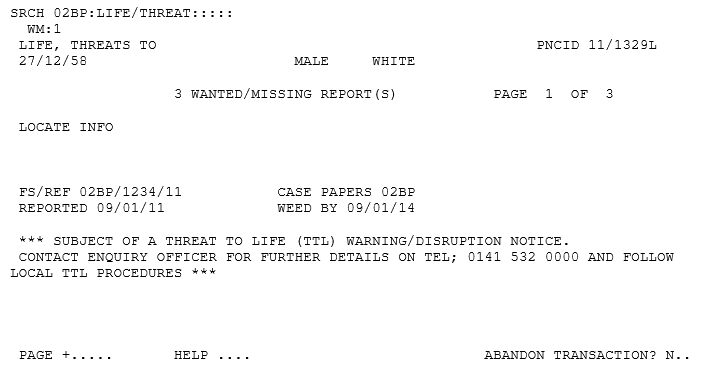 SRCH 02BP:LIFE/THREAT:::::
WM:1
LIFE, THREATS TO PNCID 11/1329L
27/12/58 MALE WHITE
3 WANTED/MISSING REPORT(S) PAGE 1 OF 3
LOCATE INFO
FS/REF 02BP/1234/11 CASE PAPERS 02BP
REPORTED 09/01/11 WEED BY 09/01/14
*** SUBJECT OF A THREAT TO LIFE (TTL) WARNING/DISRUPTION NOTICE.
CONTACT ENQUIRY OFFICER FOR FURTHER DETAILS ON TEL; 0141 532 0000 AND FOLLOW
LOCAL TTL PROCEDURES ***
PAGE +..... HELP .... ABANDON TRANSACTION? N..